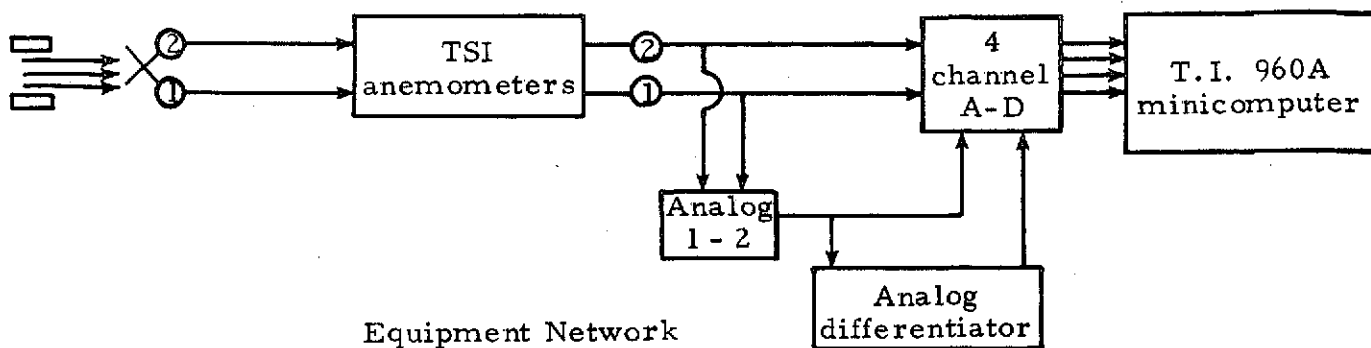 ②
①
TSI
anemometers
②
①
4
channel
A-D
T.I. 960A
minicomputer
Analog
1 - 2
Analog
differentiator
Equipment Network